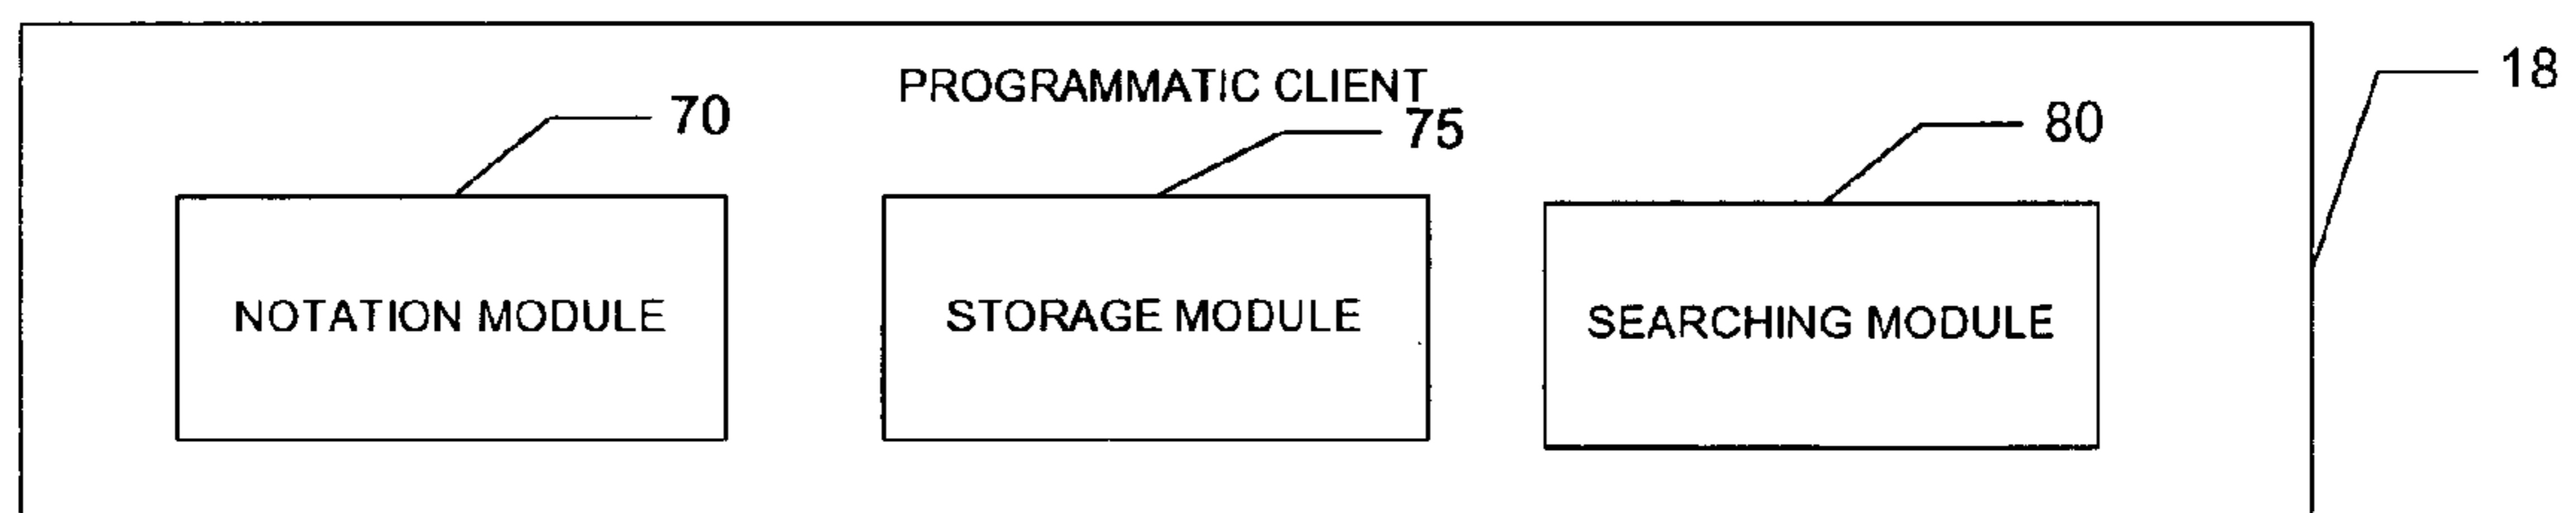 PROGRAMMATIC CLIENT
18
70
75
80
NOTATION MODULE
STORAGE MODULE
SEARCHING MODULE